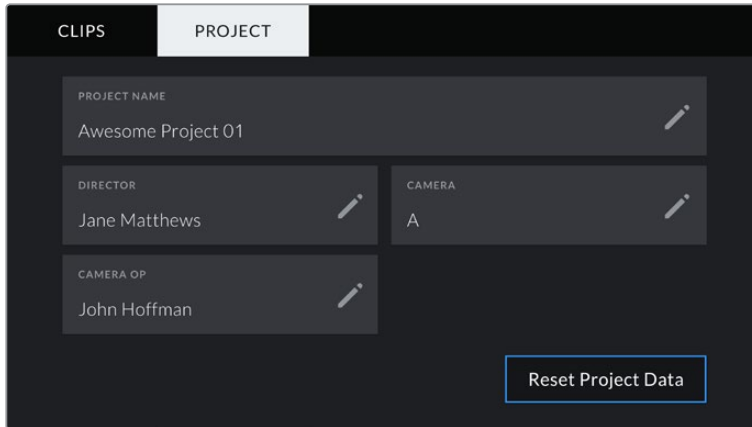 CLIPS PROJECT
PROJECT NAME
Awesome Project 01
DIRECTOR
Jane Matthews
CAMERA
A
CAMERA OP
John Hoffman
Reset Project Data